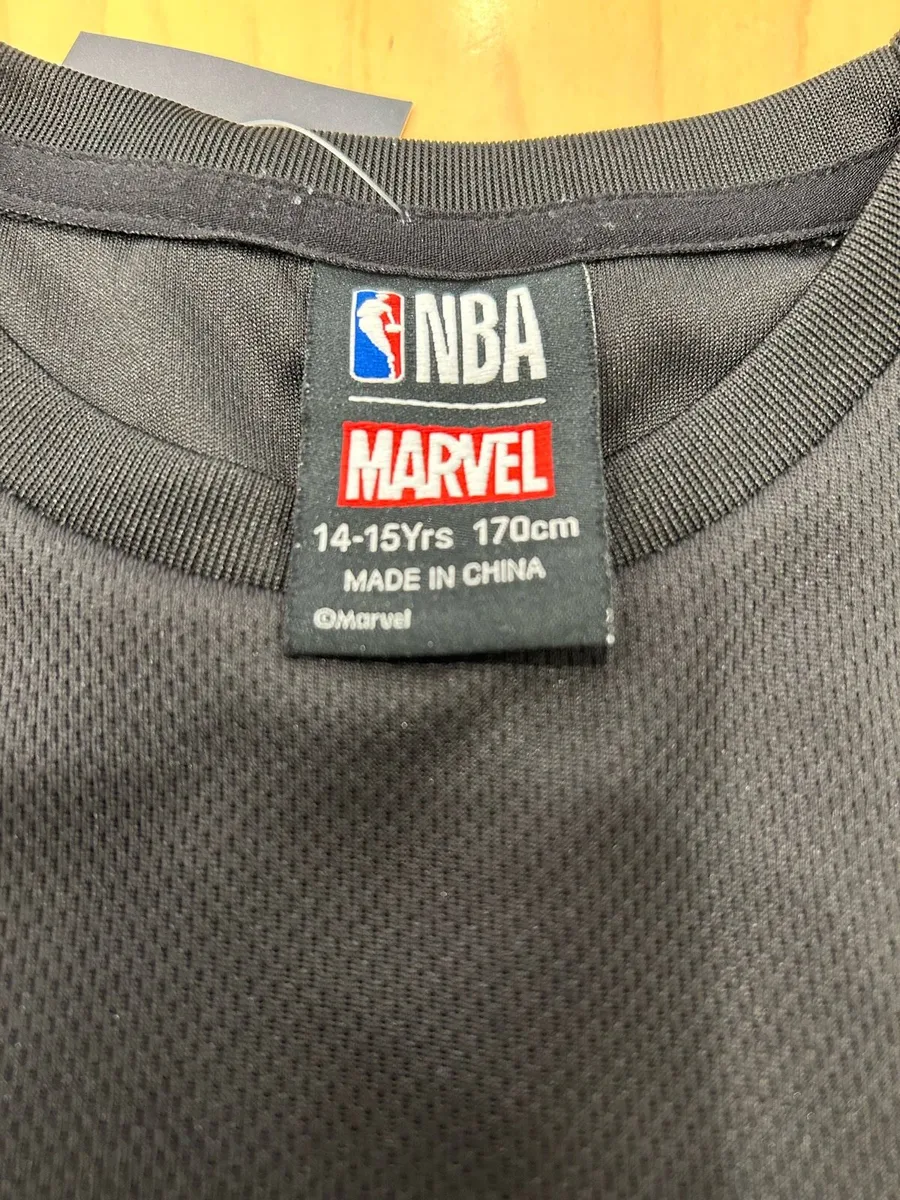 NBA
MARVEL
14-15Yrs 170cm
MADE IN CHINA
©Marvel